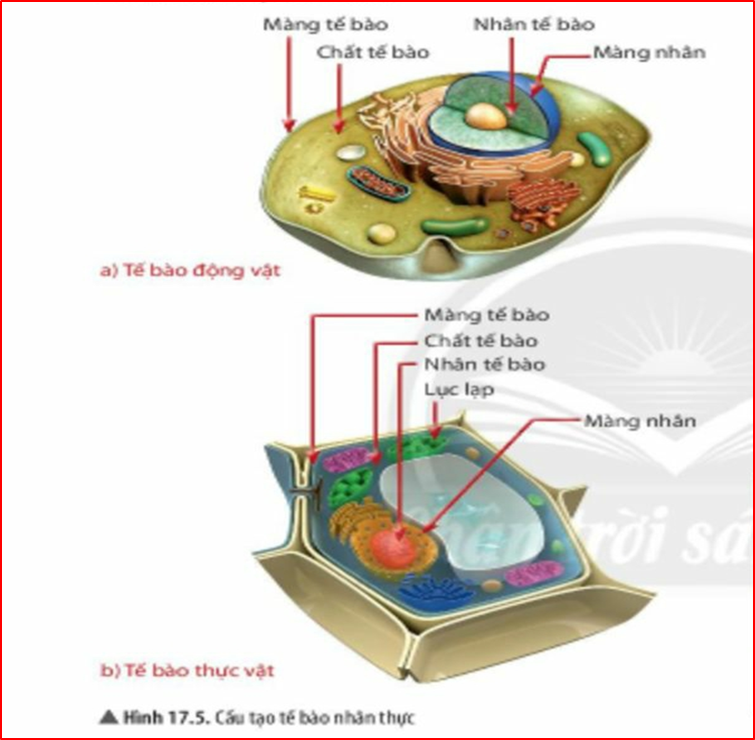 Màng tế bào
Nhân tế bào
Chất tế bào
Màng nhân
a) Tế bào động vật
Màng tế bào
Chất tế bào
Nhân tế bào
Lục lạp
Màng nhân
trời sá
b) Tế bào thực vật
▲ Hình 17.5. Cấu tạo tế bào nhân thực